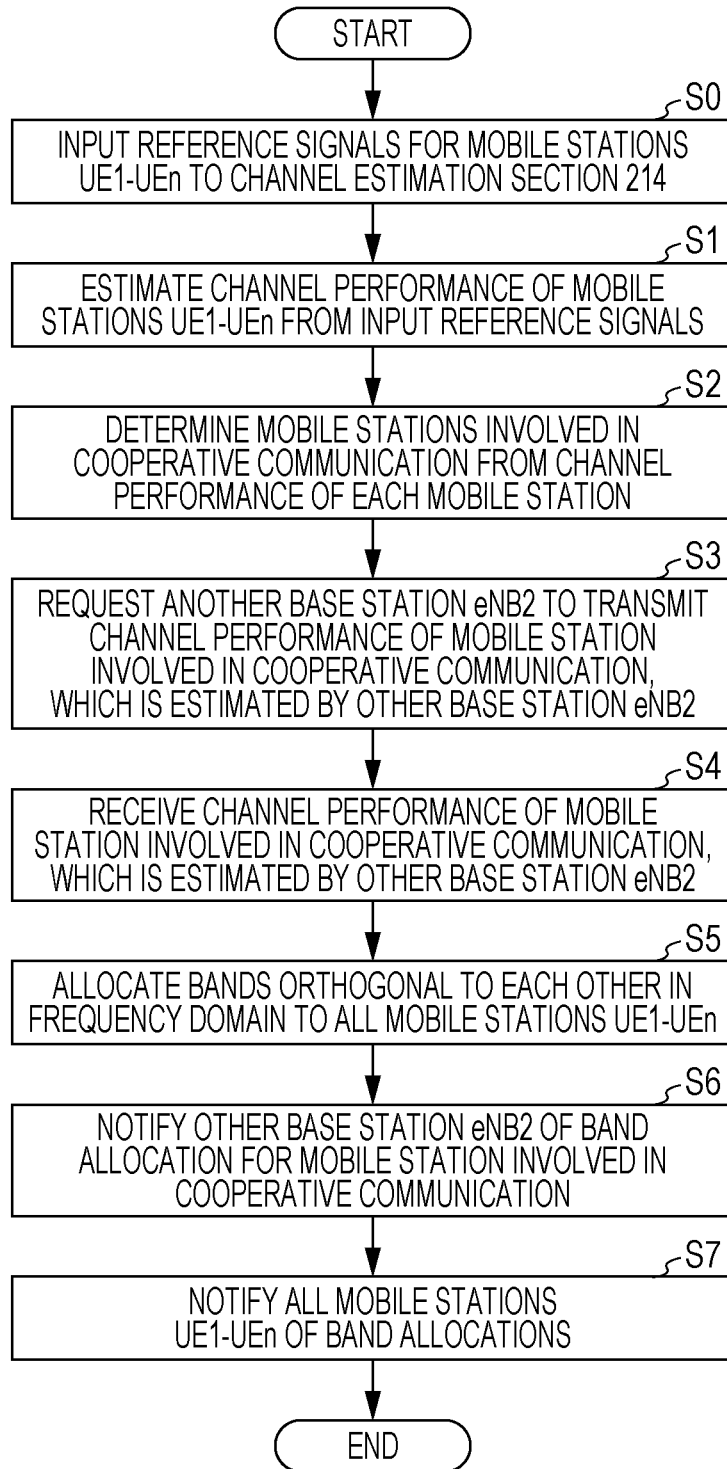 START
S0
INPUT REFERENCE SIGNALS FOR MOBILE STATIONS
UE1-UEn TO CHANNEL ESTIMATION SECTION 214
S1
ESTIMATE CHANNEL PERFORMANCE OF MOBILE
STATIONS UE1-UEn FROM INPUT REFERENCE SIGNALS
S2
DETERMINE MOBILE STATIONS INVOLVED IN
COOPERATIVE COMMUNICATION FROM CHANNEL
PERFORMANCE OF EACH MOBILE STATION
S3
REQUEST ANOTHER BASE STATION eNB2 TO TRANSMIT
CHANNEL PERFORMANCE OF MOBILE STATION
INVOLVED IN COOPERATIVE COMMUNICATION,
WHICH IS ESTIMATED BY OTHER BASE STATION eNB2
S4
RECEIVE CHANNEL PERFORMANCE OF MOBILE
STATION INVOLVED IN COOPERATIVE COMMUNICATION,
WHICH IS ESTIMATED BY OTHER BASE STATION eNB2
S5
ALLOCATE BANDS ORTHOGONAL TO EACH OTHER IN
FREQUENCY DOMAIN TO ALL MOBILE STATIONS UE1-UEn
S6
NOTIFY OTHER BASE STATION eNB2 OF BAND
ALLOCATION FOR MOBILE STATION INVOLVED IN
COOPERATIVE COMMUNICATION
S7
NOTIFY ALL MOBILE STATIONS
UE1-UEn OF BAND ALLOCATIONS
END